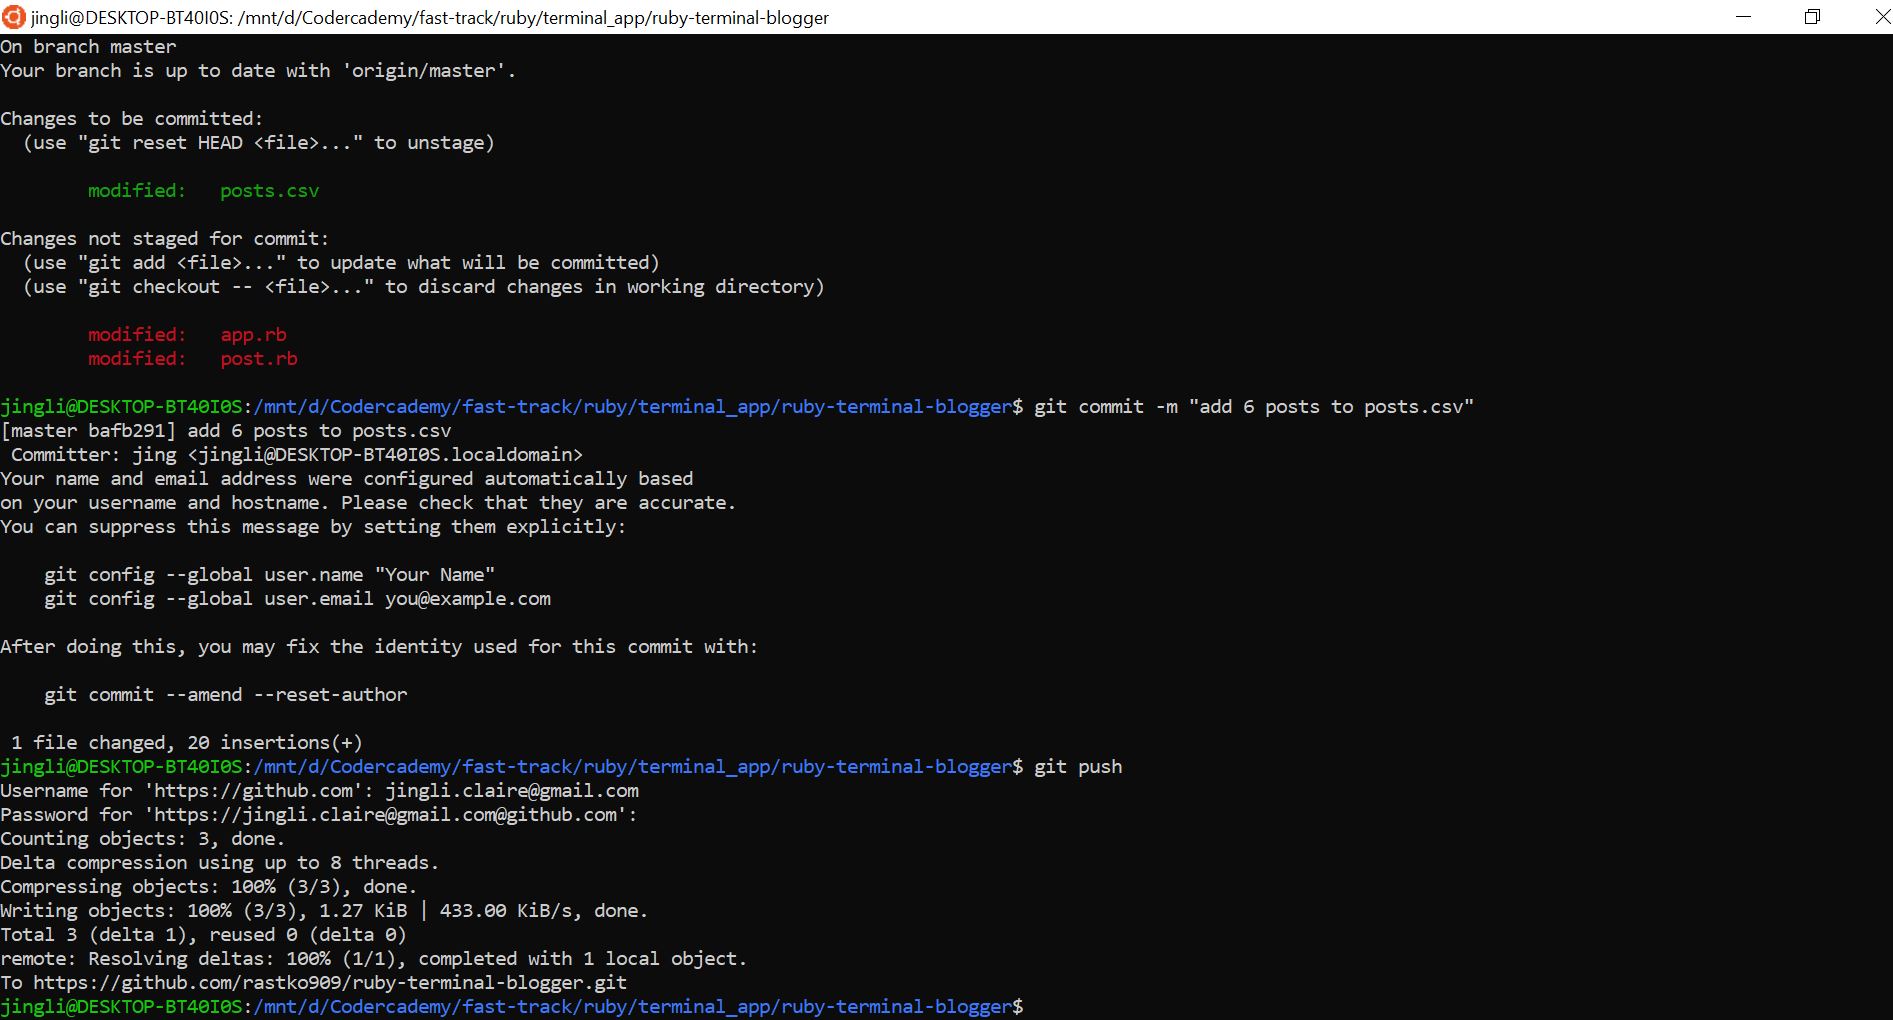 jingli@DESKTOP-BT40I0S: /mnt/d/Codercademy/fast-track/ruby/terminal_app/ruby-terminal-blogger
On branch master
Your branch is up to date with 'origin/master'.
Changes to be committed:
  (use "git reset HEAD <file>..." to unstage)
        modified:   posts.csv
Changes not staged for commit:
  (use "git add <file>..." to update what will be committed)
  (use "git checkout -- <file>..." to discard changes in working directory)
        modified:   app.rb
        modified:   post.rb
jingli@DESKTOP-BT40I0S:/mnt/d/Codercademy/fast-track/ruby/terminal_app/ruby-terminal-blogger$ git commit -m "add 6 posts to posts.csv"
[master bafb291] add 6 posts to posts.csv
 Committer: jing <jingli@DESKTOP-BT40I0S.localdomain>
Your name and email address were configured automatically based
on your username and hostname. Please check that they are accurate.
You can suppress this message by setting them explicitly:
    git config --global user.name "Your Name"
    git config --global user.email you@example.com
After doing this, you may fix the identity used for this commit with:
    git commit --amend --reset-author
 1 file changed, 20 insertions(+)
jingli@DESKTOP-BT40I0S:/mnt/d/Codercademy/fast-track/ruby/terminal_app/ruby-terminal-blogger$ git push
Username for 'https://github.com': jingli.claire@gmail.com
Password for 'https://jingli.claire@gmail.com@github.com':
Counting objects: 3, done.
Delta compression using up to 8 threads.
Compressing objects: 100% (3/3), done.
Writing objects: 100% (3/3), 1.27 KiB | 433.00 KiB/s, done.
Total 3 (delta 1), reused 0 (delta 0)
remote: Resolving deltas: 100% (1/1), completed with 1 local object.
To https://github.com/rastko909/ruby-terminal-blogger.git
jingli@DESKTOP-BT40I0S:/mnt/d/Codercademy/fast-track/ruby/terminal_app/ruby-terminal-blogger$